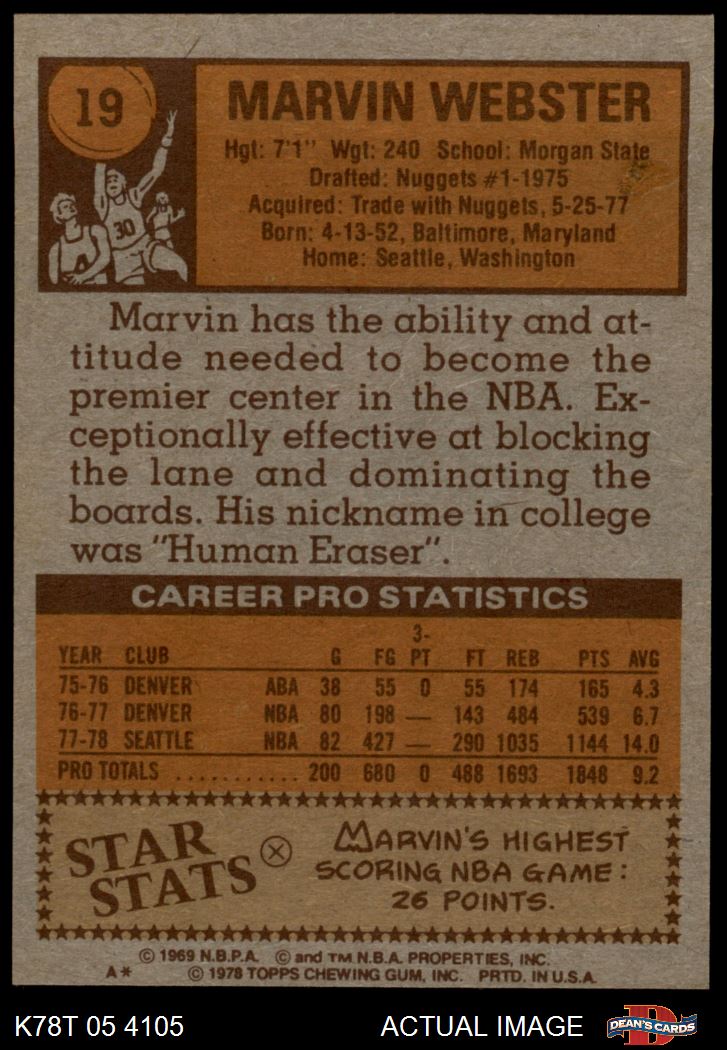 19
MARVIN WEBSTER
Hgt: 7'1" Wgt: 240 School: Morgan State
Drafted: Nuggets #1-1975
Acquired: Trade with Nuggets, 5-25-77
Born: 4-13-52, Baltimore, Maryland
Home: Seattle, Washington
30
4
Marvin has the ability and at-
titude needed to become the
premier center in the NBA. Ex-
ceptionally effective at blocking
the lane and dominating the
boards. His nickname in college
was "Human Eraser".
CAREER PRO STATISTICS
YEAR CLUB G FG 3-PT FT REB PTS AVG
75-76 DENVER ABA 38 55 0 55 174 165 4.3
76-77 DENVER NBA 80 198 — 143 484 539 6.7
77-78 SEATTLE NBA 82 427 — 290 1035 1144 14.0
PRO TOTALS ........... 200 680 0 488 1693 1848 9.2
STAR STATS
MARVIN'S HIGHEST
SCORING NBA GAME:
26 POINTS.
© 1969 N.B.P.A. © and TM N.B.A. PROPERTIES, INC.
A* © 1978 TOPPS CHEWING GUM, INC. PRTD. IN U.S.A.
K78T 05 4105 ACTUAL IMAGE D DEAN'S CARDS